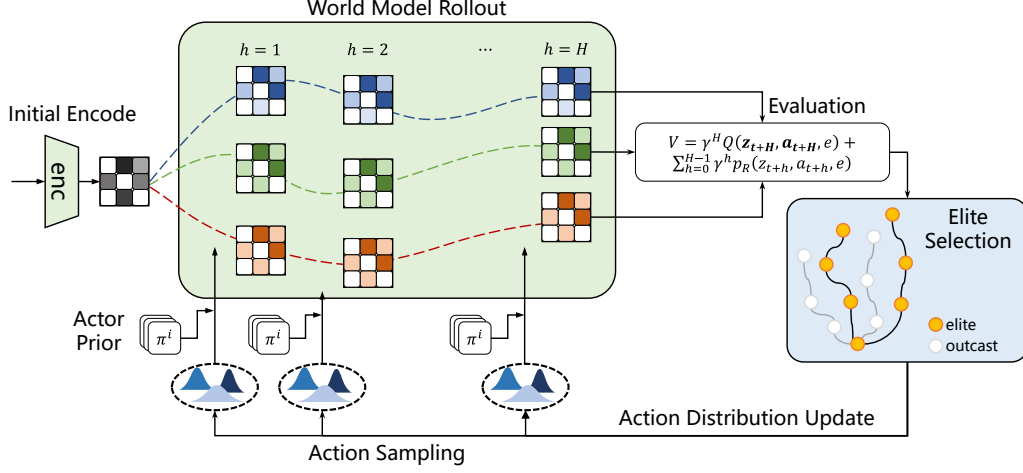 World Model Rollout
h = 1
h = 2
...
h = H
Initial Encode
enc
Evaluation
V = γ^H Q(z_{t+H}, a_{t+H}, e) +
∑_{h=0}^{H-1} γ^h p_R(z_{t+h}, a_{t+h}, e)
Elite
Selection
elite
outcast
Actor
Prior
π^i
π^i
π^i
Action Distribution Update
Action Sampling